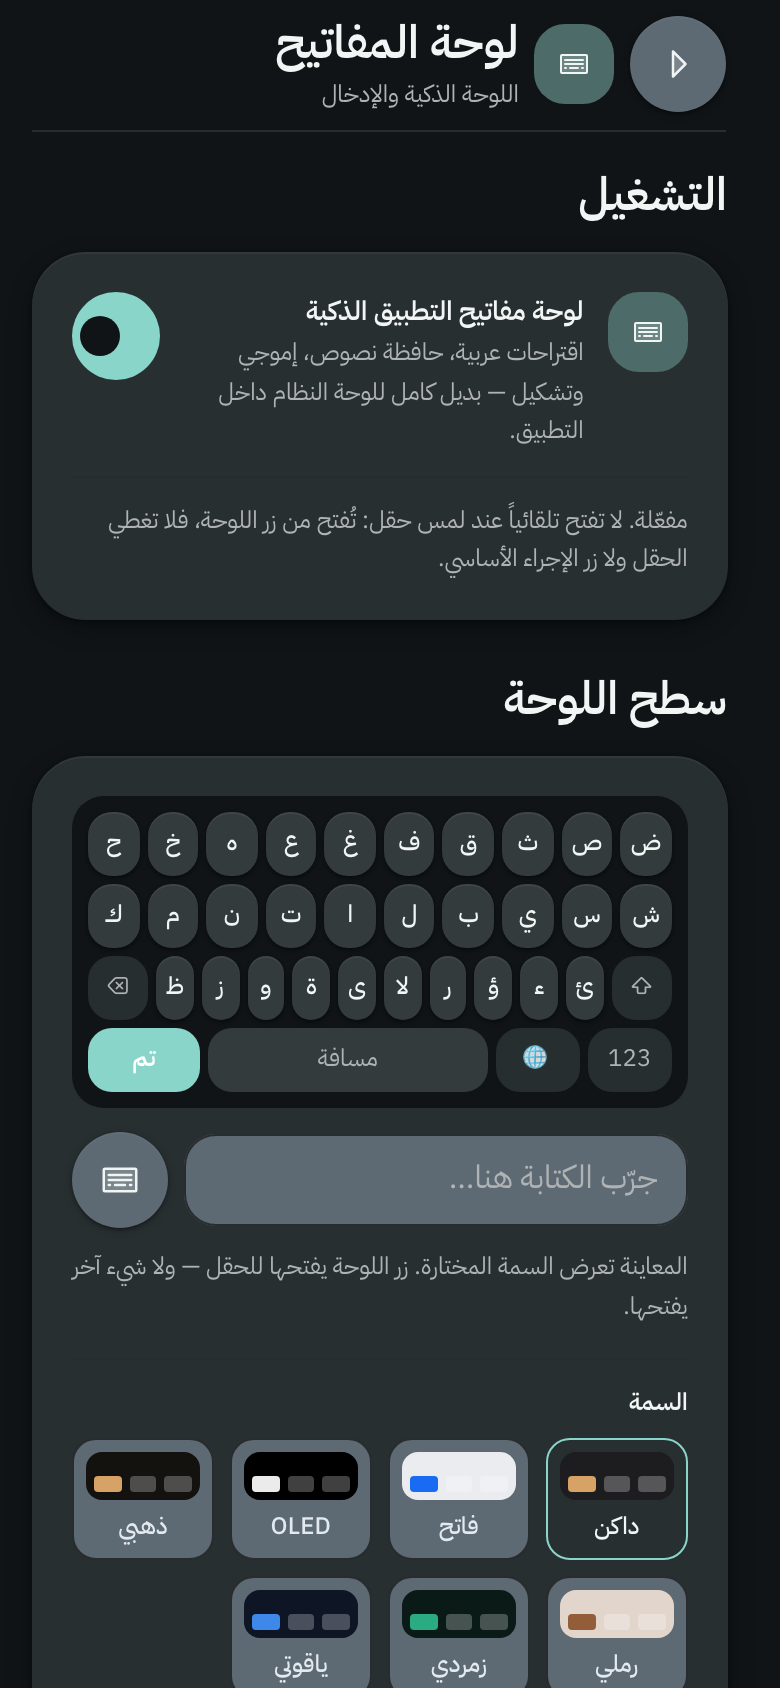 لوحة المفاتيح
اللوحة الذكية والإدخال
التشغيل
لوحة مفاتيح التطبيق الذكية
اقتراحات عربية، حافظة نصوص، إموجي
وتشكيل — بديل كامل للوحة النظام داخل
التطبيق.
مفعّلة. لا تفتح تلقائياً عند لمس حقل: تُفتح من زر اللوحة، فلا تغطي
الحقل ولا زر الإجراء الأساسي.
سطح اللوحة
ض ص ث ق ف غ ع ه خ ح
ش س ي ب ل ا ت ن م ك
ئ ء ؤ ر لا ى ة و ز ظ
123 مسافة تم
جرّب الكتابة هنا...
المعاينة تعرض السمة المختارة. زر اللوحة يفتحها للحقل — ولا شيء آخر
يفتحها.
السمة
داكن فاتح OLED ذهبي
رملي زمردي ياقوتي